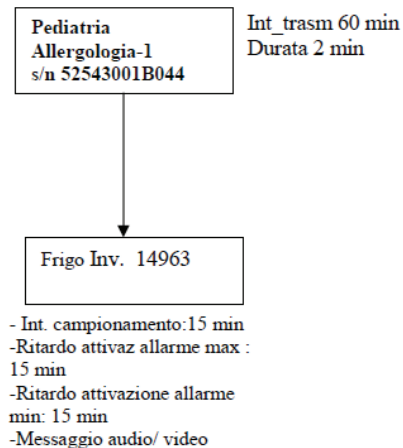 Pediatria
Allergologia-1
s/n 52543001B044
Int_trasm 60 min
Durata 2 min
Frigo Inv. 14963
- Int. campionamento:15 min
-Ritardo attivaz allarme max :
15 min
-Ritardo attivazione allarme
min: 15 min
-Messaggio audio/ video